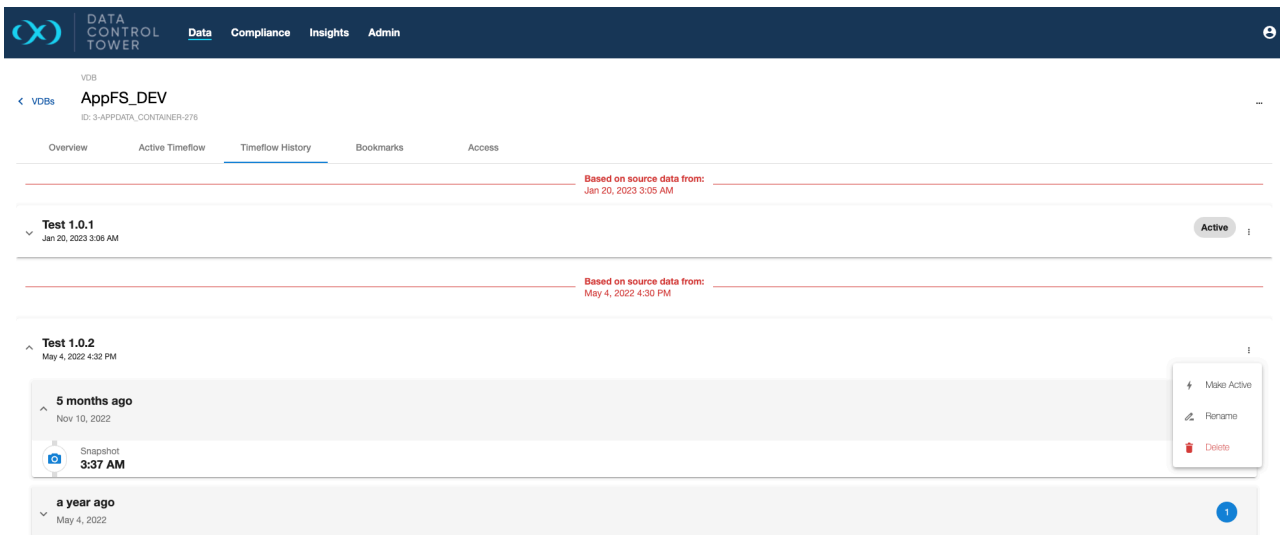 DATA
CONTROL
TOWER
Data Compliance Insights Admin
VDB
VDBs
AppFS_DEV
ID: 3-APPDATA_CONTAINER-276
...
Overview Active Timeflow Timeflow History Bookmarks Access
Based on source data from:
Jan 20, 2023 3:05 AM
Test 1.0.1
Jan 20, 2023 3:06 AM
Active
Based on source data from:
May 4, 2022 4:30 PM
Test 1.0.2
May 4, 2022 4:32 PM
Make Active
Rename
Delete
5 months ago
Nov 10, 2022
Snapshot
3:37 AM
a year ago
May 4, 2022
1